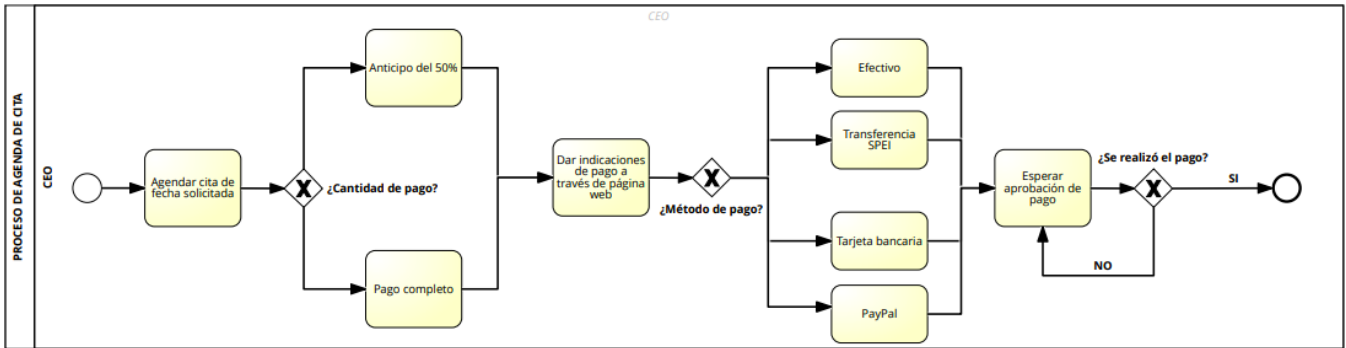 CEO
PROCESO DE AGENDA DE CITA
CEO
Agendar cita de
fecha solicitada
X
¿Cantidad de pago?
Anticipo del 50%
Pago completo
Dar indicaciones
de pago a
través de página
web
X
¿Método de pago?
Efectivo
Transferencia
SPEI
Tarjeta bancaria
PayPal
Esperar
aprobación de
pago
¿Se realizó el pago?
X
SI
NO